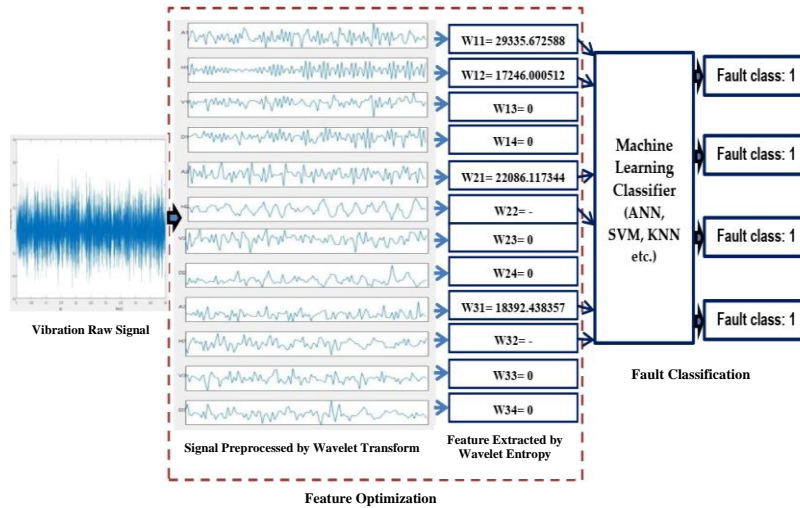 W11= 29335.672588
W12= 17246.000512
W13= 0
W14= 0
W21= 22086.117344
W22= -
W23= 0
W24= 0
W31= 18392.438357
W32= -
W33= 0
W34= 0
Machine
Learning
Classifier
(ANN,
SVM, KNN
etc.)
Fault class: 1
Fault class: 1
Fault class: 1
Fault class: 1
Vibration Raw Signal
Fault Classification
Signal Preprocessed by Wavelet Transform
Feature Extracted by
Wavelet Entropy
Feature Optimization